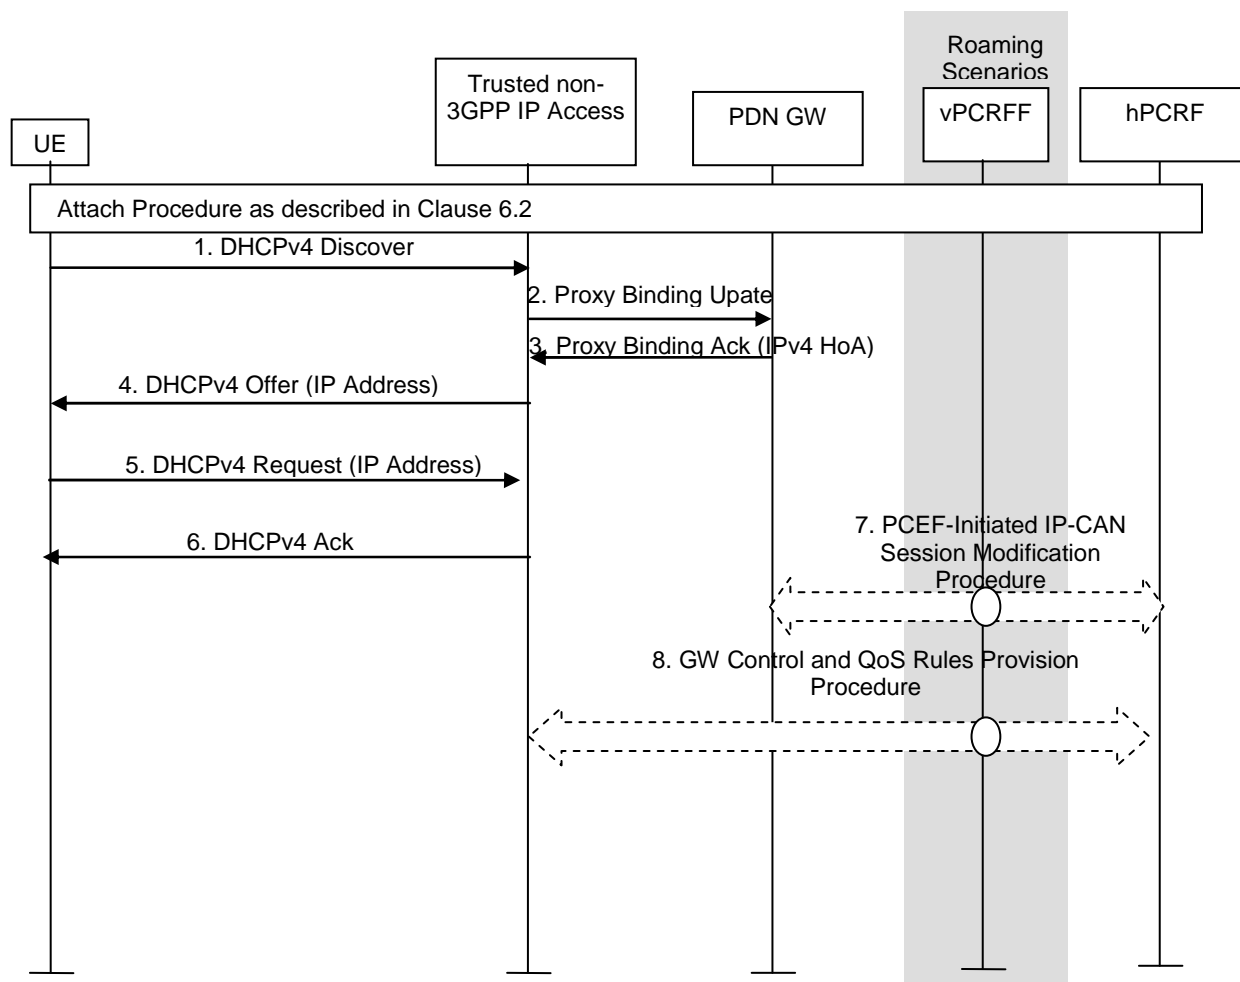 Roaming
Scenarios
Trusted non-
3GPP IP Access
PDN GW
vPCRFF
hPCRF
UE
Attach Procedure as described in Clause 6.2
1. DHCPv4 Discover
2. Proxy Binding Upate
3. Proxy Binding Ack (IPv4 HoA)
4. DHCPv4 Offer (IP Address)
5. DHCPv4 Request (IP Address)
6. DHCPv4 Ack
7. PCEF-Initiated IP-CAN
Session Modification
Procedure
8. GW Control and QoS Rules Provision
Procedure